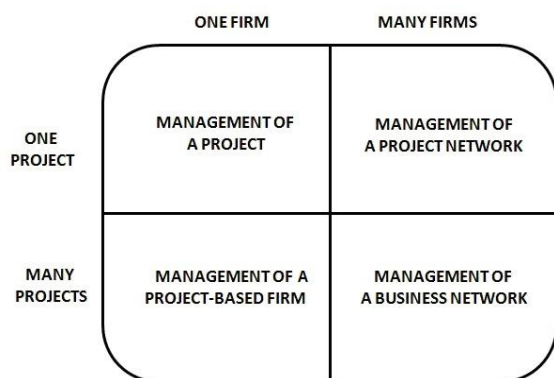 ONE FIRM
MANY FIRMS
ONE
PROJECT
MANAGEMENT OF
A PROJECT
MANAGEMENT OF
A PROJECT NETWORK
MANY
PROJECTS
MANAGEMENT OF A
PROJECT-BASED FIRM
MANAGEMENT OF
A BUSINESS NETWORK